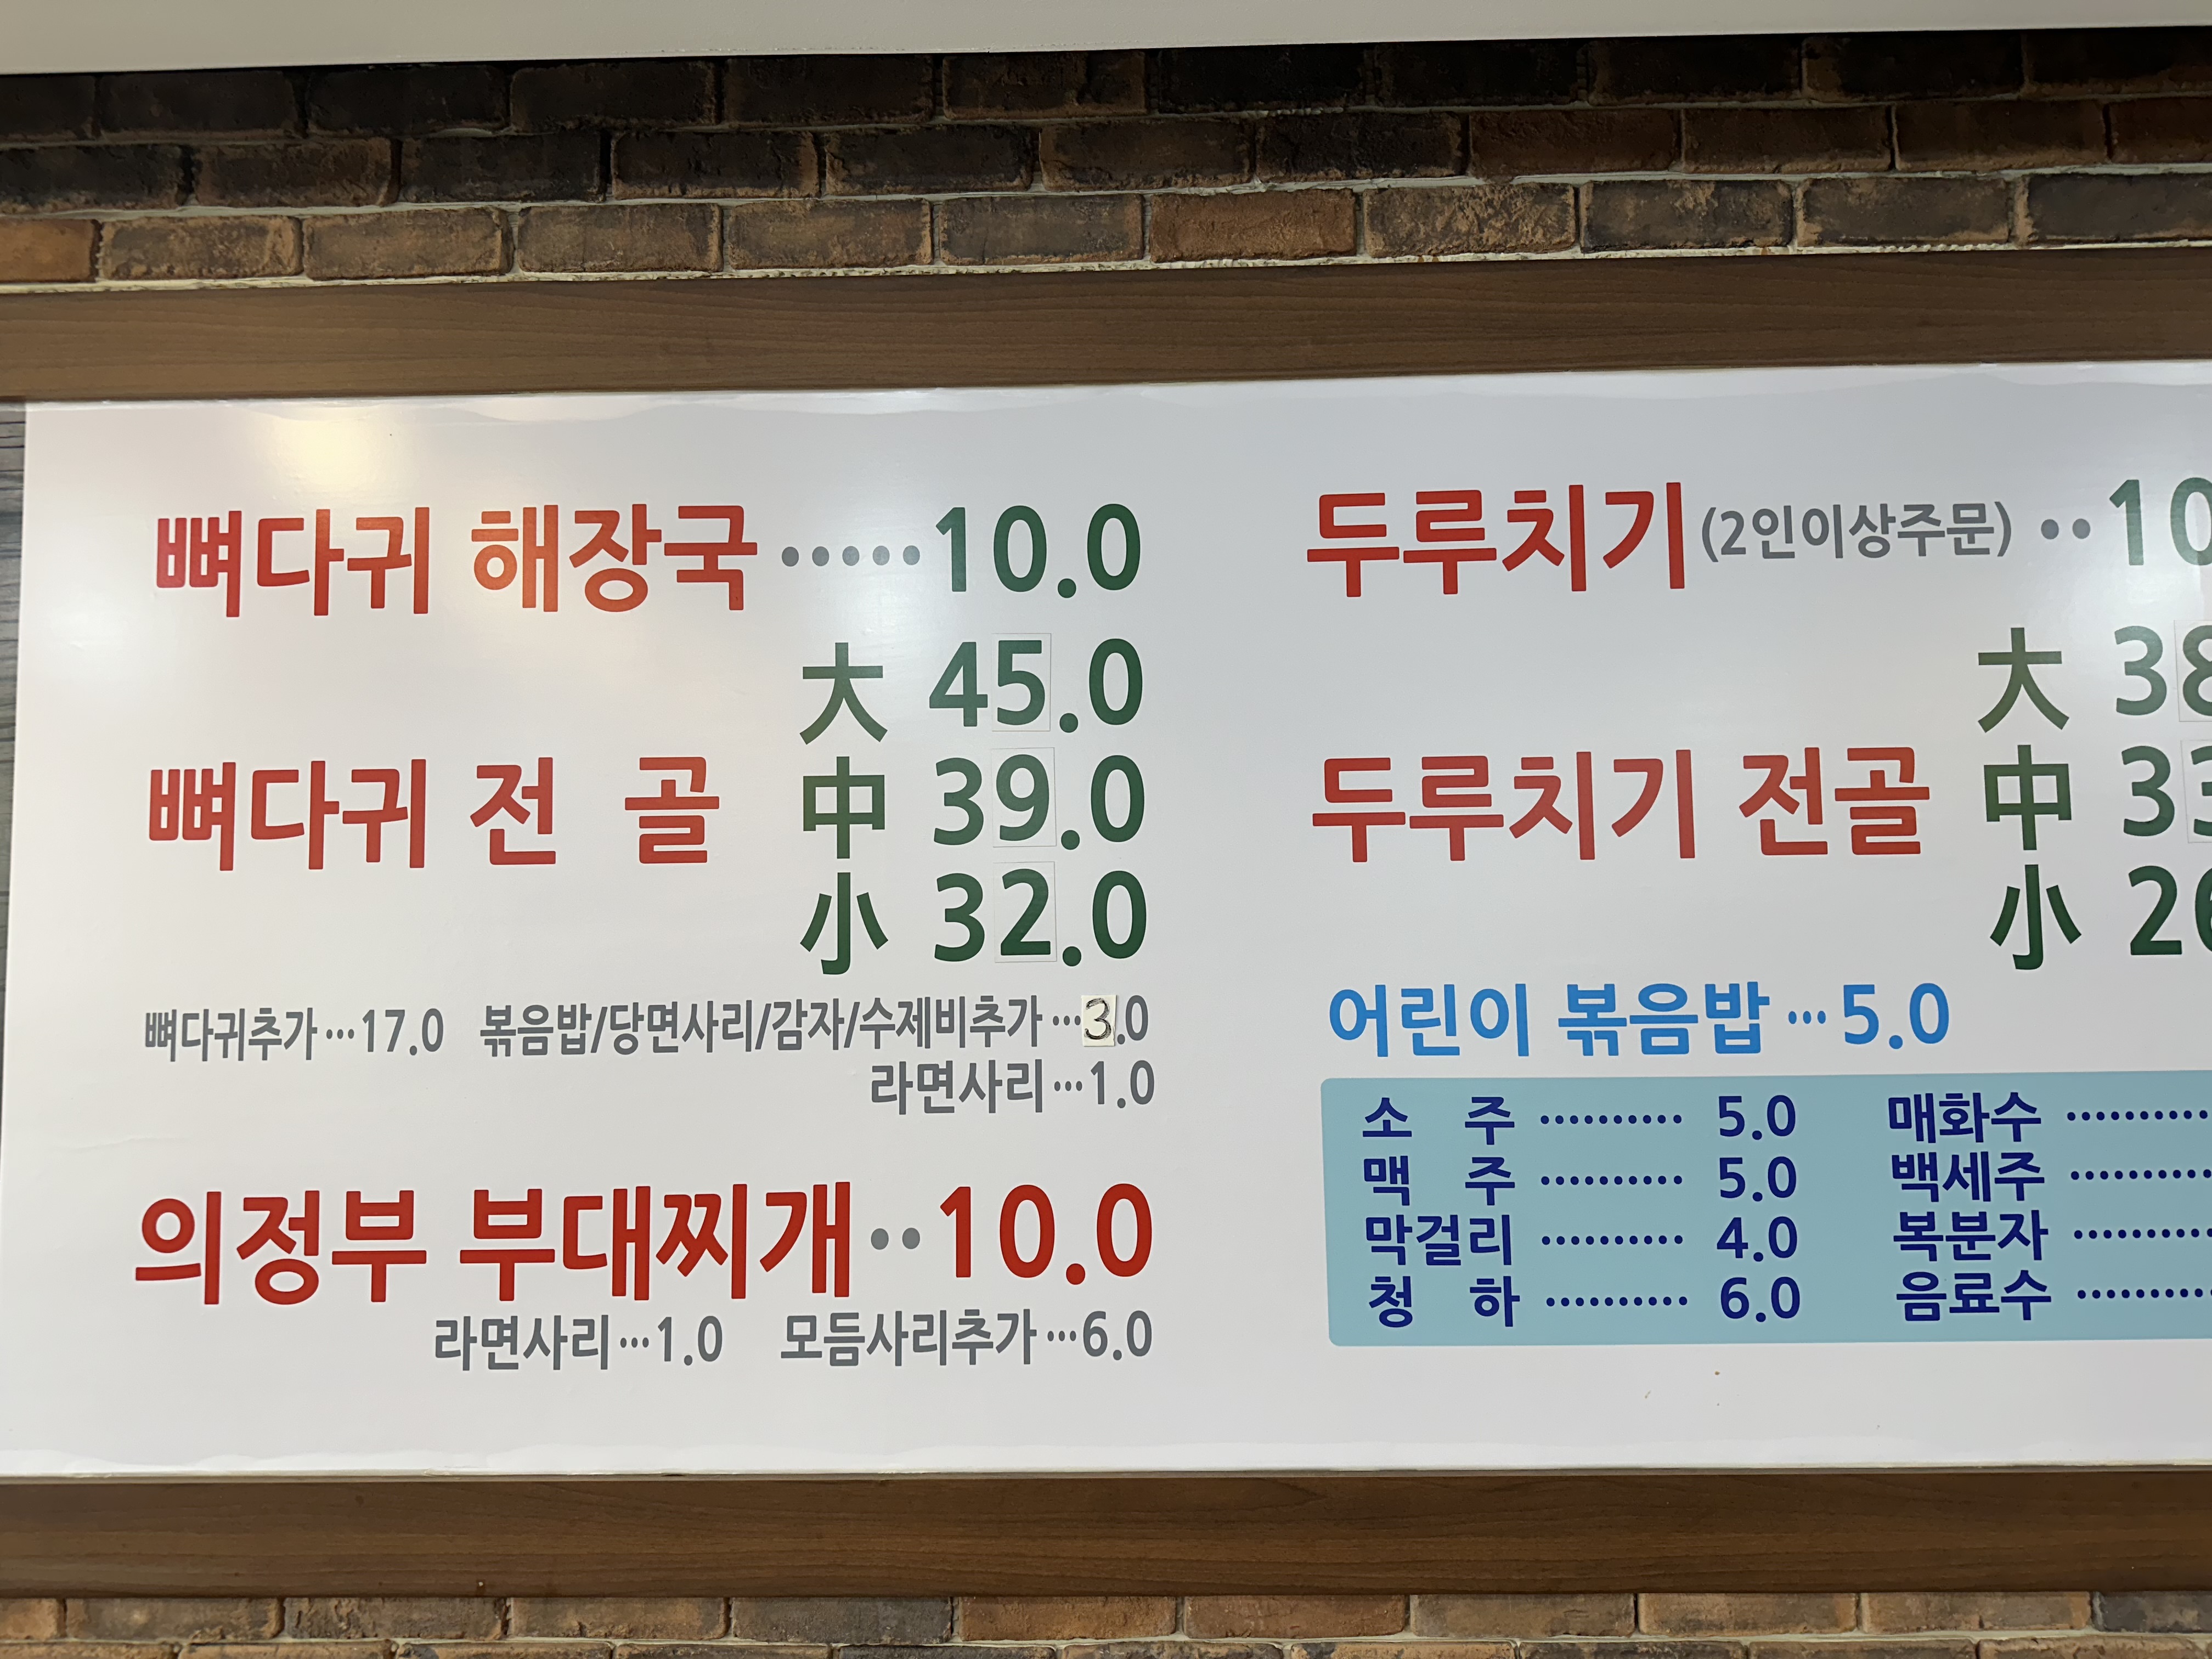 뼈다귀 해장국 ·····10.0
大 45.0
뼈다귀 전 골 中 39.0
小 32.0
뼈다귀추가···17.0 볶음밥/당면사리/감자/수제비추가···3.0
라면사리···1.0
의정부 부대찌개··10.0
라면사리···1.0 모듬사리추가···6.0
두루치기(2인이상주문) ··10
大 38
두루치기 전골 中 33
小 26
어린이 볶음밥···5.0
소 주 ·········· 5.0 매화수 ··········
맥 주 ·········· 5.0 백세주 ··········
막걸리 ·········· 4.0 복분자 ··········
청 하 ·········· 6.0 음료수 ··········